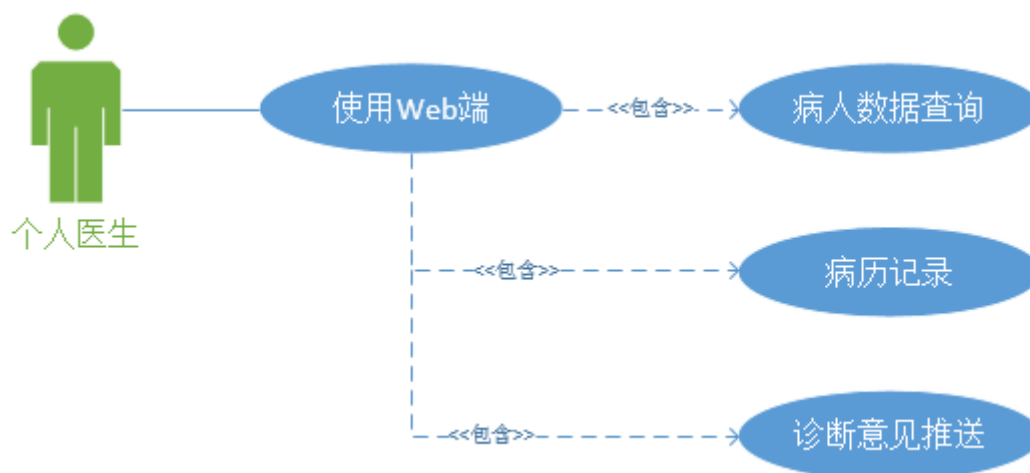 使用Web端
<<包含>>
病人数据查询
个人医生
<<包含>>
病历记录
<<包含>>
诊断意见推送